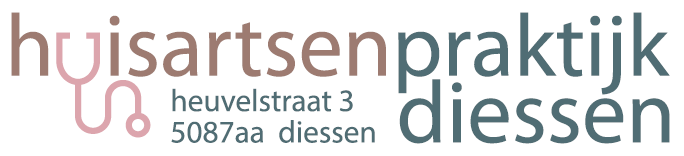 huisartsenpraktijk
heuvelstraat 3
5087aa diessen
diessen